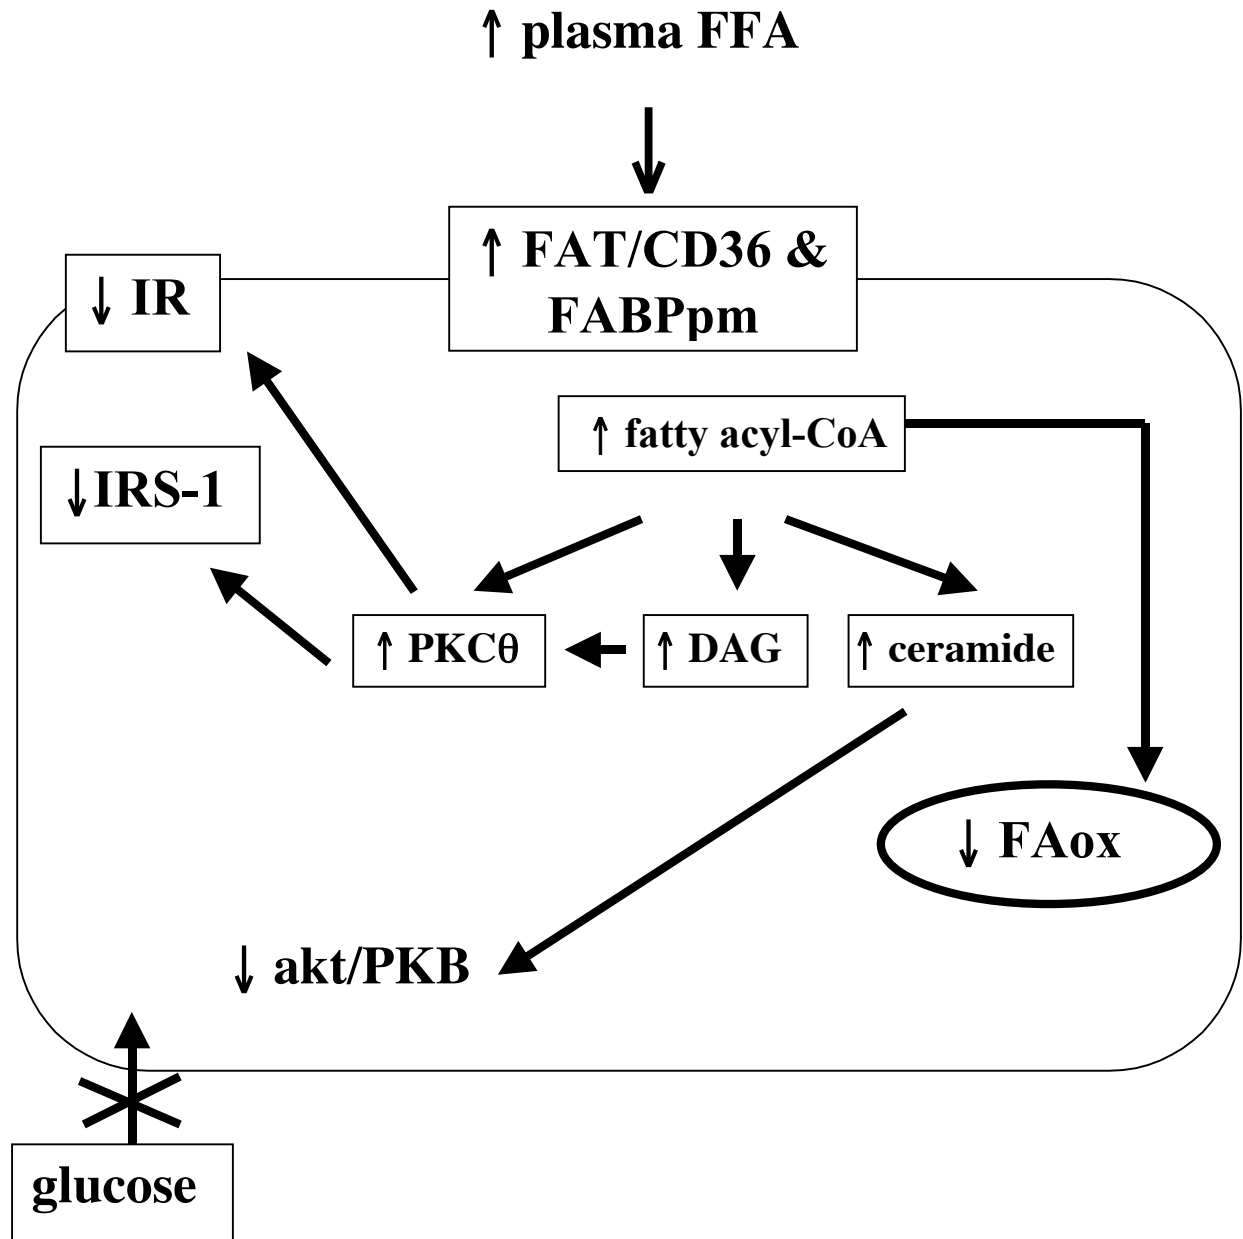 ↑ plasma FFA
↑ FAT/CD36 &
FABPpm
↓ IR
↑ fatty acyl-CoA
↓IRS-1
↑ PKCθ
↑ DAG
↑ ceramide
↓ FAox
↓ akt/PKB
glucose